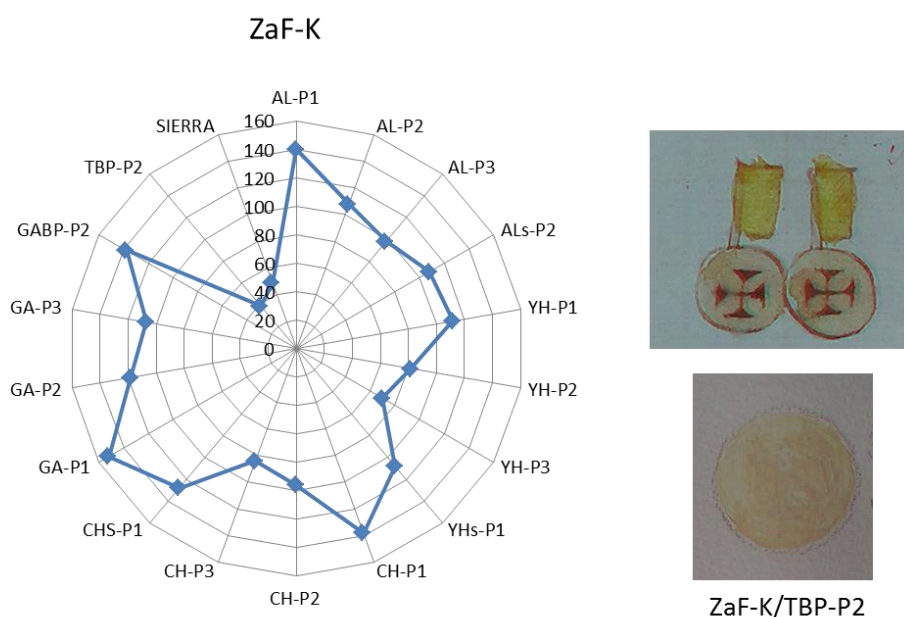 ZaF-K
AL-P1
AL-P2
AL-P3
ALs-P2
YH-P1
YH-P2
YH-P3
YHs-P1
CH-P1
CH-P2
CH-P3
CHS-P1
GA-P1
GA-P2
GA-P3
GABP-P2
TBP-P2
SIERRA
160
140
120
100
80
60
40
20
0
ZaF-K/TBP-P2